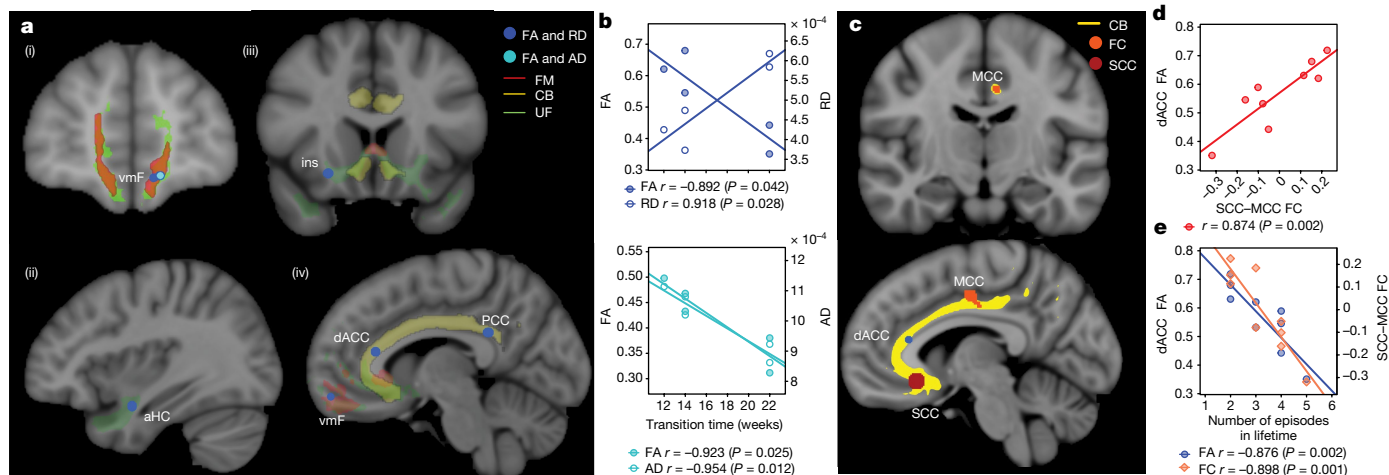 a
(i)
(iii)
FA and RD
FA and AD
FM
CB
UF
vmF
ins
(ii)
(iv)
aHC
dACC
PCC
vmF
b
× 10⁻⁴
0.7
0.6
0.5
0.4
0.3
FA
6.0
5.5
5.0
4.5
4.0
3.5
RD
FA r = −0.892 (P = 0.042)
RD r = 0.918 (P = 0.028)
× 10⁻⁴
0.55
0.50
0.45
0.40
0.35
0.30
FA
12
11
10
9
8
AD
12 14 16 18 20 22
Transition time (weeks)
FA r = −0.923 (P = 0.025)
AD r = −0.954 (P = 0.012)
c
CB
FC
SCC
MCC
MCC
dACC
SCC
d
0.8
0.7
0.6
0.5
0.4
0.3
dACC FA
−0.3 −0.2 −0.1 0 0.1 0.2
SCC–MCC FC
r = 0.874 (P = 0.002)
e
0.8
0.7
0.6
0.5
0.4
0.3
dACC FA
0.2
0.1
0
−0.1
−0.2
−0.3
SCC–MCC FC
1 2 3 4 5 6
Number of episodes
in lifetime
FA r = −0.876 (P = 0.002)
FC r = −0.898 (P = 0.001)